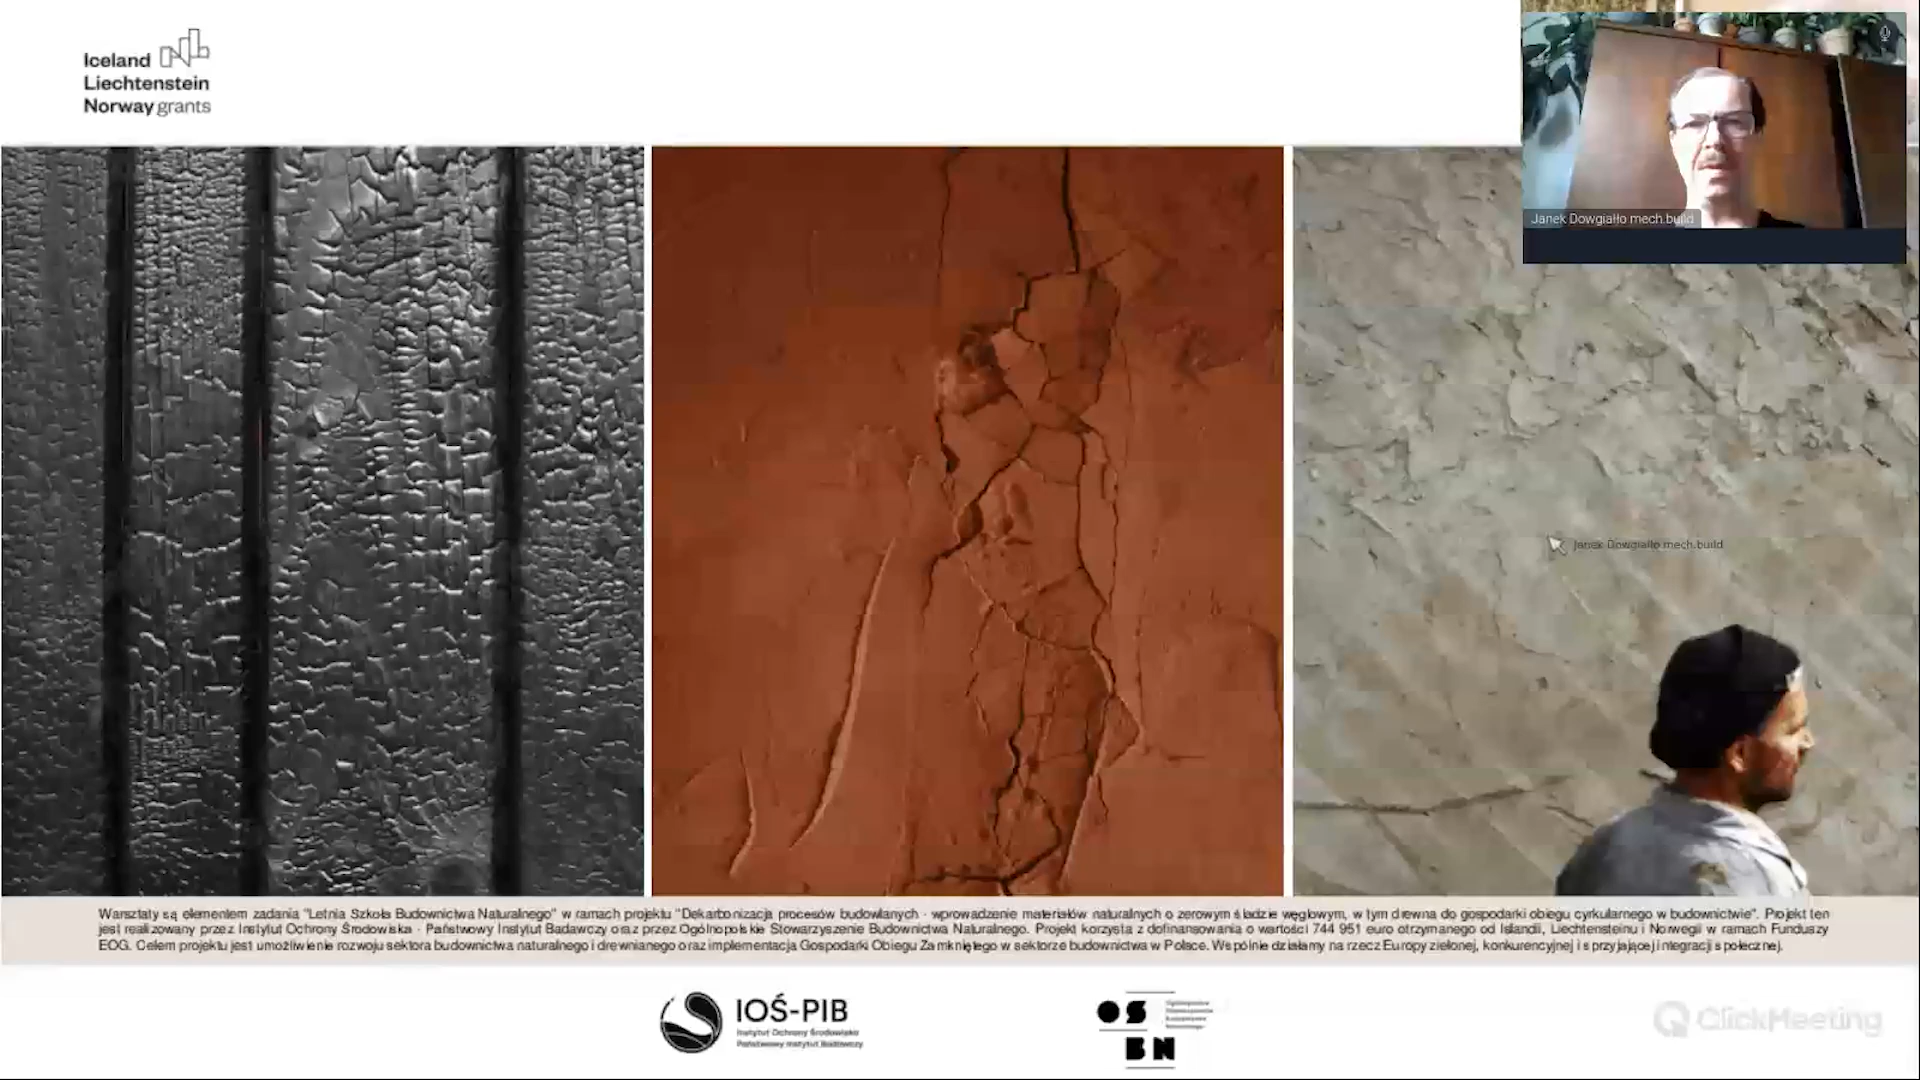 Iceland
Liechtenstein
Norway grants
Janek Dowgiałło mech.build
Janek Dowgiałło mech.build
Warsztaty są elementem zadania "Letnia Szkoła Budownictwa Naturalnego" w ramach projektu "Dekarbonizacja procesów budowlanych - wprowadzenie materiałów naturalnych o zerowym śladzie węglowym, w tym drewna do gospodarki obiegu cyrkularnego w budownictwie". Projekt ten
jest realizowany przez Instytut Ochrony Środowiska - Państwowy Instytut Badawczy oraz przez Ogólnopolskie Stowarzyszenie Budownictwa Naturalnego. Projekt korzysta z dofinansowania o wartości 744 951 euro otrzymanego od Islandii, Liechtensteinu i Norwegii w ramach Funduszy
EOG. Celem projektu jest umożliwienie rozwoju sektora budownictwa naturalnego i drewnianego oraz implementacja Gospodarki Obiegu Zamkniętego w sektorze budownictwa w Polsce. Wspólnie działamy na rzecz Europy zielonej, konkurencyjnej i sprzyjającej integracji społecznej.
IOŚ-PIB
Instytut Ochrony Środowiska
Państwowy Instytut Badawczy
OS
BN
ClickMeeting